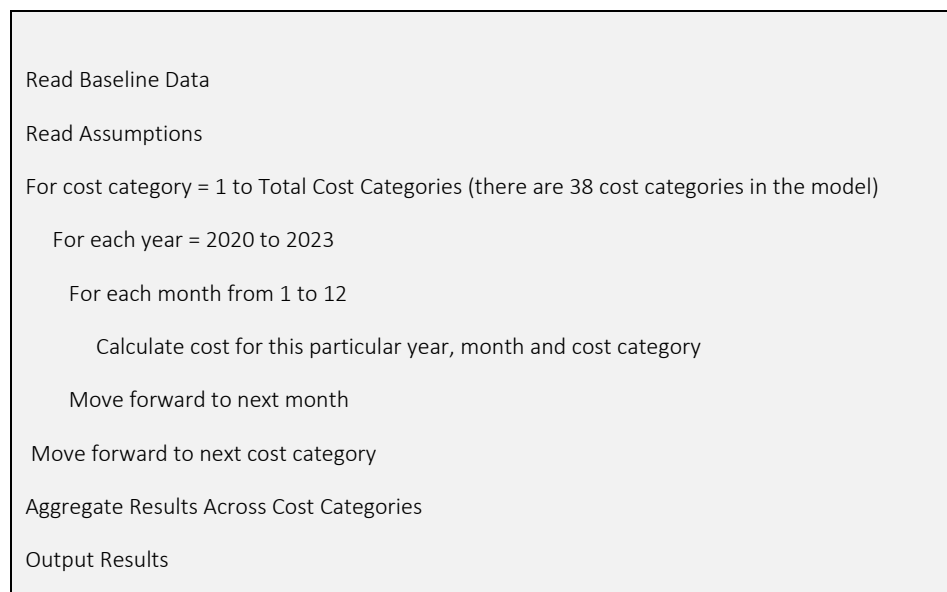 Read Baseline Data
Read Assumptions
For cost category = 1 to Total Cost Categories (there are 38 cost categories in the model)
For each year = 2020 to 2023
For each month from 1 to 12
Calculate cost for this particular year, month and cost category
Move forward to next month
Move forward to next cost category
Aggregate Results Across Cost Categories
Output Results